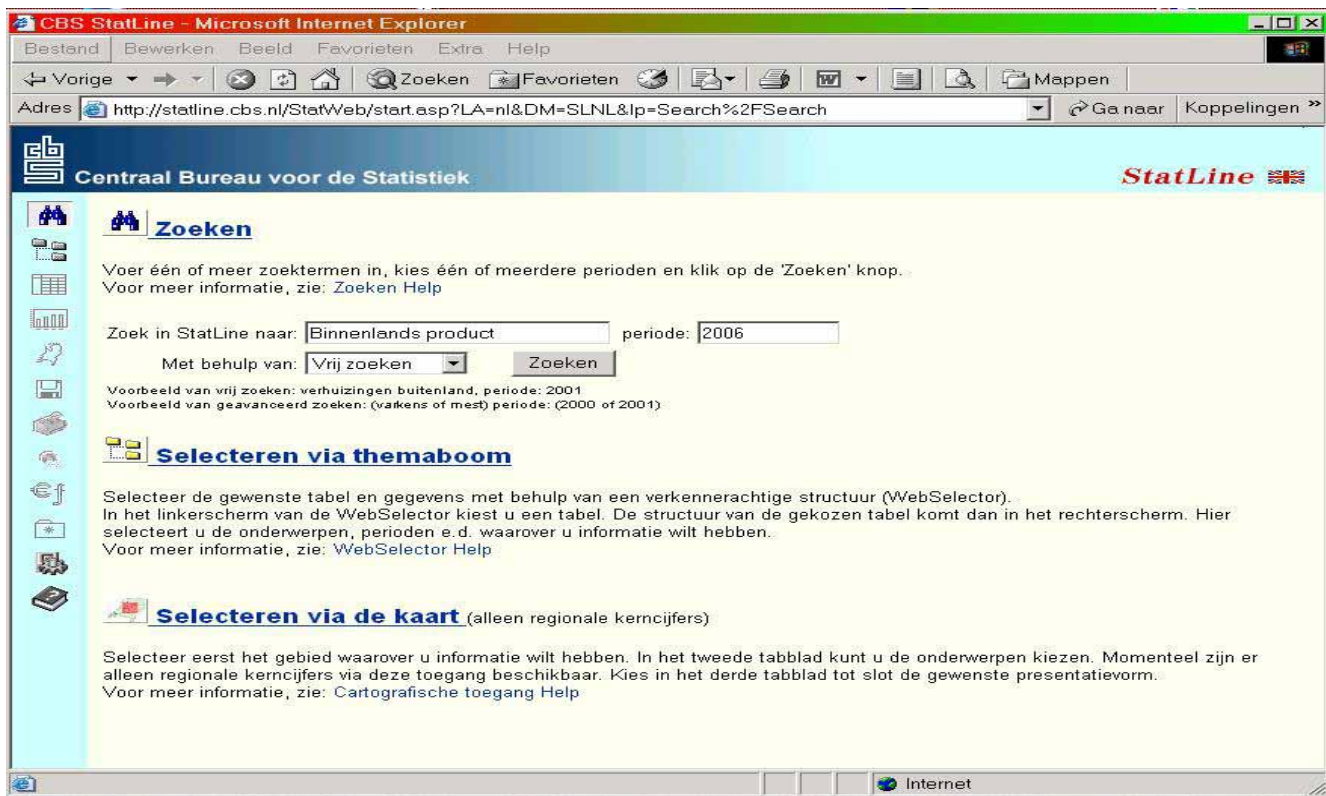 CBS StatLine - Microsoft Internet Explorer
Bestand Bewerken Beeld Favorieten Extra Help
Vorige Zoeken Favorieten Mappen
Adres http://statline.cbs.nl/StatWeb/start.asp?LA=nl&DM=SLNL&lp=Search%2FSearch Ga naar Koppelingen »
Centraal Bureau voor de Statistiek StatLine
Zoeken
Voer één of meer zoektermen in, kies één of meerdere perioden en klik op de 'Zoeken' knop.
Voor meer informatie, zie: Zoeken Help
Zoek in StatLine naar: Binnenlands product periode: 2006
Met behulp van: Vrij zoeken Zoeken
Voorbeeld van vrij zoeken: verhuizingen buitenland, periode: 2001
Voorbeeld van geavanceerd zoeken: (varkens of mest) periode: (2000 of 2001)
Selecteren via themaboom
Selecteer de gewenste tabel en gegevens met behulp van een verkennerachtige structuur (WebSelector).
In het linkerscherm van de WebSelector kiest u een tabel. De structuur van de gekozen tabel komt dan in het rechterscherm. Hier
selecteert u de onderwerpen, perioden e.d. waarover u informatie wilt hebben.
Voor meer informatie, zie: WebSelector Help
Selecteren via de kaart (alleen regionale kerncijfers)
Selecteer eerst het gebied waarover u informatie wilt hebben. In het tweede tabblad kunt u de onderwerpen kiezen. Momenteel zijn er
alleen regionale kerncijfers via deze toegang beschikbaar. Kies in het derde tabblad tot slot de gewenste presentatievorm.
Voor meer informatie, zie: Cartografische toegang Help
Internet